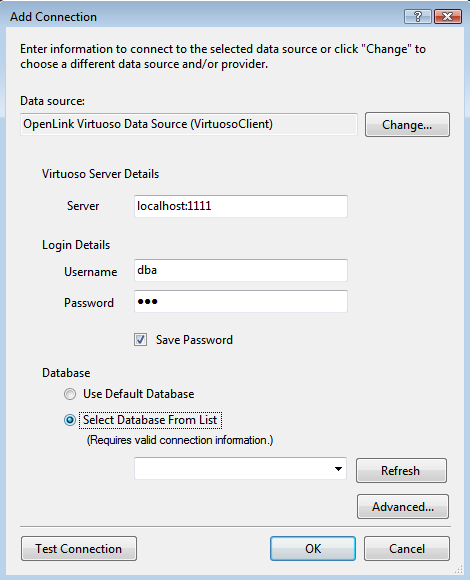 Add Connection
Enter information to connect to the selected data source or click "Change" to
choose a different data source and/or provider.
Data source:
OpenLink Virtuoso Data Source (VirtuosoClient)
Change...
Virtuoso Server Details
Server
localhost:1111
Login Details
Username
dba
Password
●●●
Save Password
Database
Use Default Database
Select Database From List
(Requires valid connection information.)
Refresh
Advanced...
Test Connection
OK
Cancel